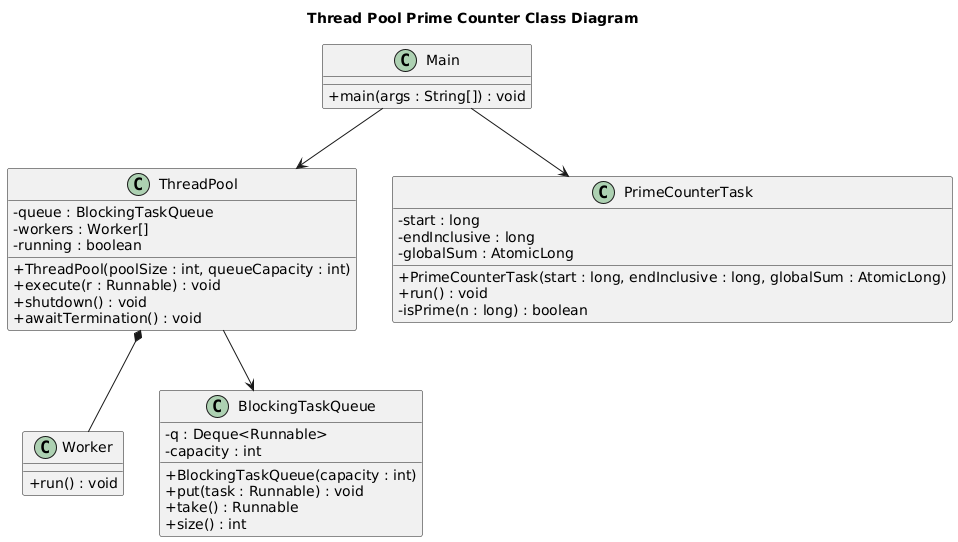 Thread Pool Prime Counter Class Diagram
C Main
+main(args : String[]) : void
C ThreadPool
-queue : BlockingTaskQueue
-workers : Worker[]
-running : boolean
+ThreadPool(poolSize : int, queueCapacity : int)
+execute(r : Runnable) : void
+shutdown() : void
+awaitTermination() : void
C PrimeCounterTask
-start : long
-endInclusive : long
-globalSum : AtomicLong
+PrimeCounterTask(start : long, endInclusive : long, globalSum : AtomicLong)
+run() : void
-isPrime(n : long) : boolean
C Worker
+run() : void
C BlockingTaskQueue
-q : Deque<Runnable>
-capacity : int
+BlockingTaskQueue(capacity : int)
+put(task : Runnable) : void
+take() : Runnable
+size() : int